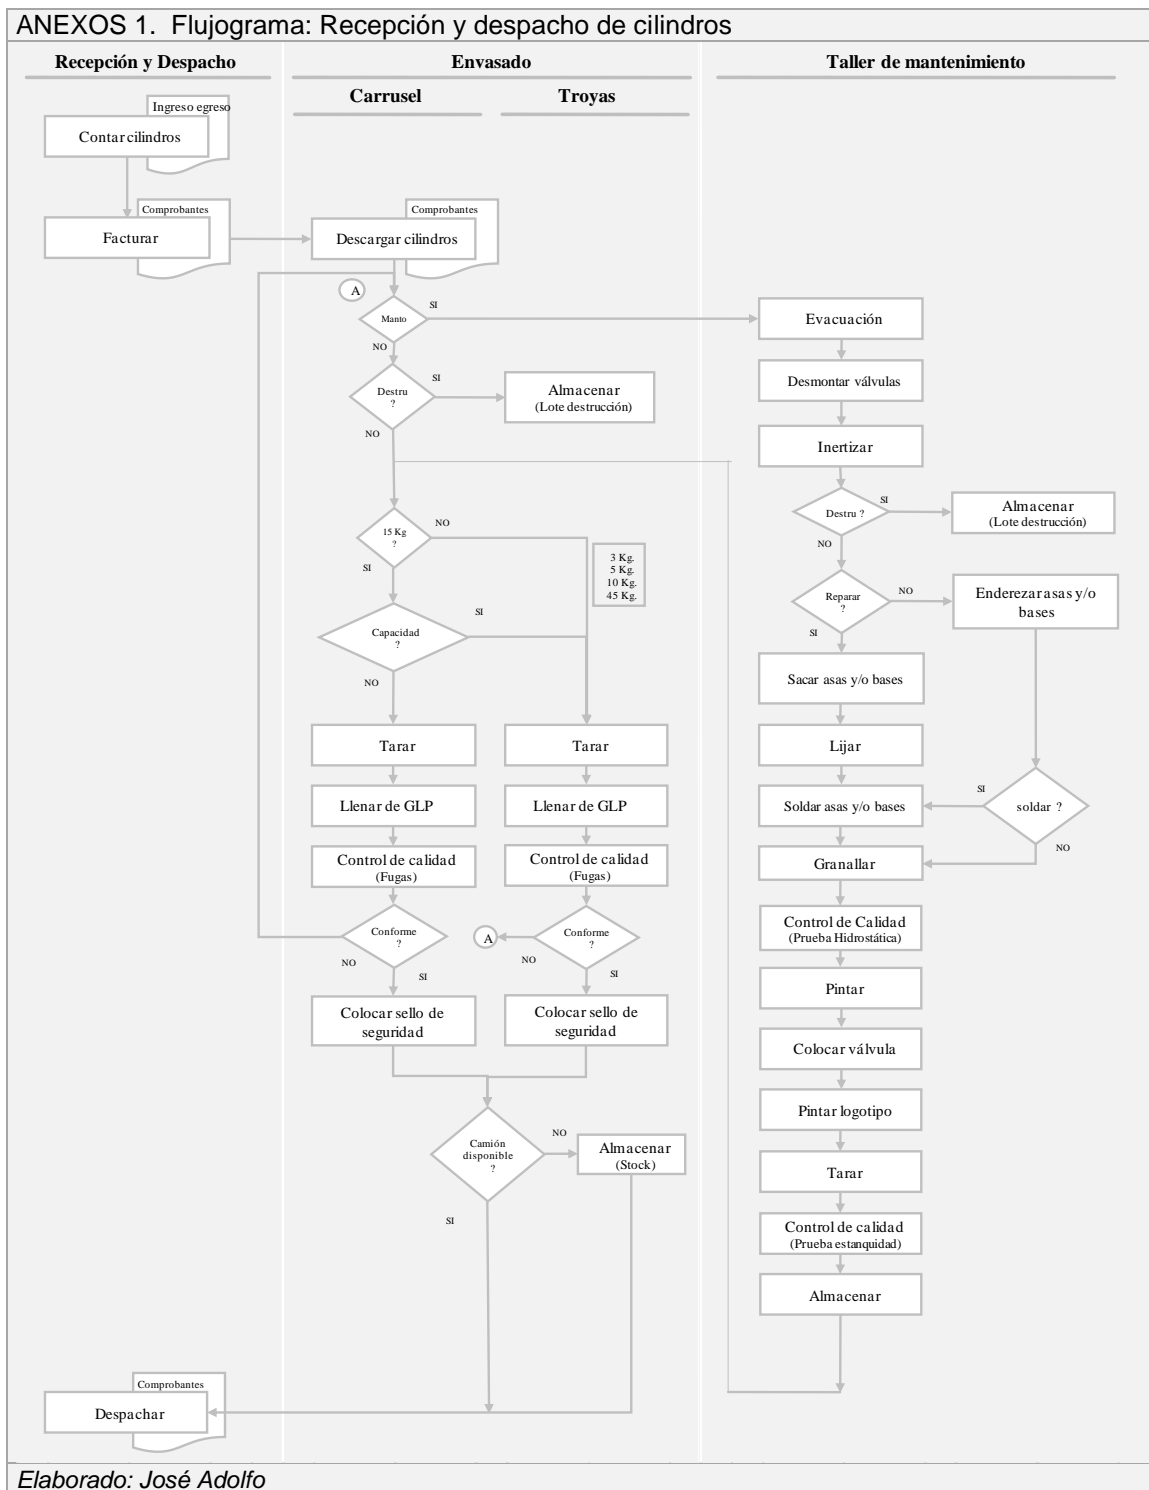 ANEXOS 1. Flujograma: Recepción y despacho de cilindros
Recepción y Despacho
Envasado
Taller de mantenimiento
Carrusel
Troyas
Ingreso egreso
Contar cilindros
Comprobantes
Facturar
Comprobantes
Descargar cilindros
A
Manto
SI
NO
Evacuación
Desmontar válvulas
Destru
?
SI
NO
Almacenar
(Lote destrucción)
Inertizar
Destru ?
SI
NO
Almacenar
(Lote destrucción)
15 Kg
?
NO
SI
3 Kg.
5 Kg.
10 Kg.
45 Kg.
Reparar
?
NO
SI
Enderezar asas y/o
bases
Capacidad
?
SI
NO
Sacar asas y/o bases
Tarar
Tarar
Lijar
Llenar de GLP
Llenar de GLP
Soldar asas y/o bases
SI
soldar ?
NO
Control de calidad
(Fugas)
Control de calidad
(Fugas)
Granallar
Conforme
?
NO
SI
A
Conforme
?
NO
SI
Control de Calidad
(Prueba Hidrostática)
Colocar sello de
seguridad
Colocar sello de
seguridad
Pintar
Colocar válvula
Pintar logotipo
Camión
disponible
?
NO
SI
Almacenar
(Stock)
Tarar
Control de calidad
(Prueba estanquidad)
Almacenar
Comprobantes
Despachar
Elaborado: José Adolfo